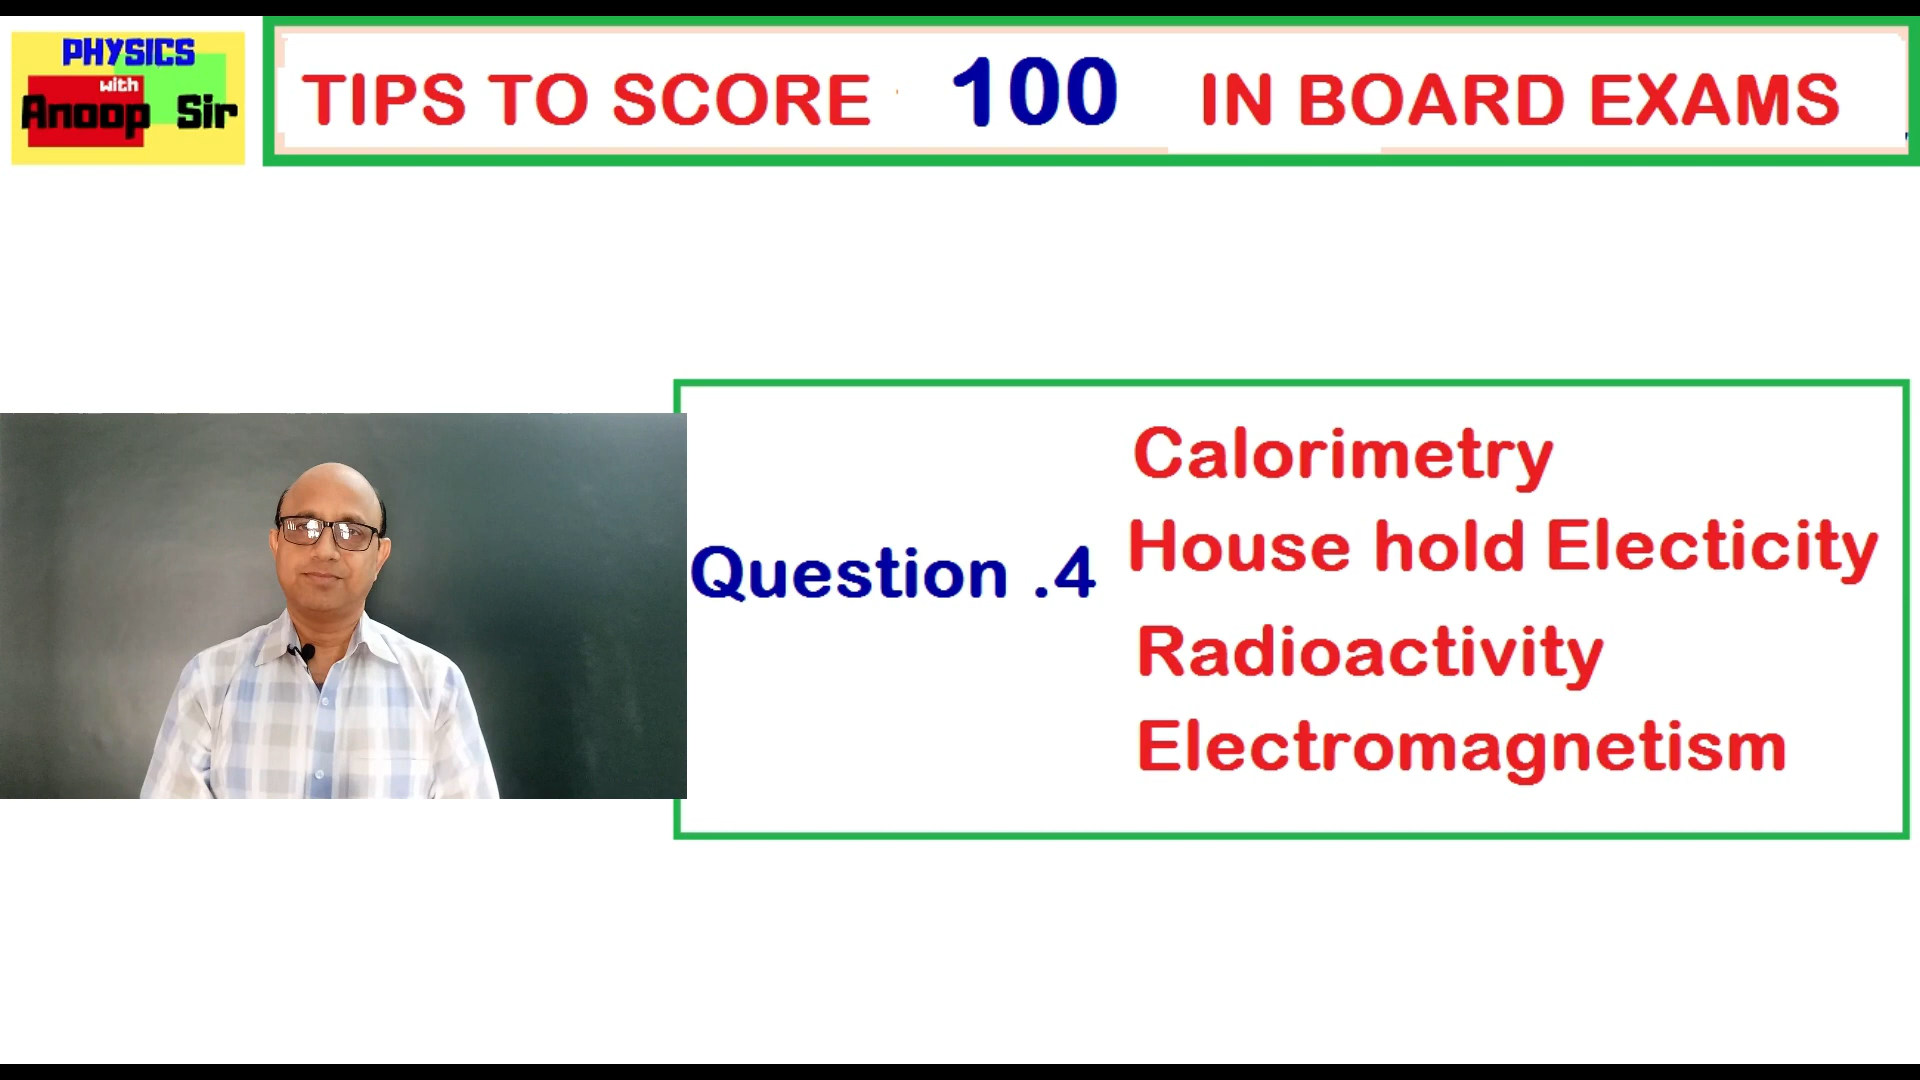 PHYSICS
with
Anoop Sir
TIPS TO SCORE 100 IN BOARD EXAMS
Calorimetry
House hold Electicity
Question .4
Radioactivity
Electromagnetism